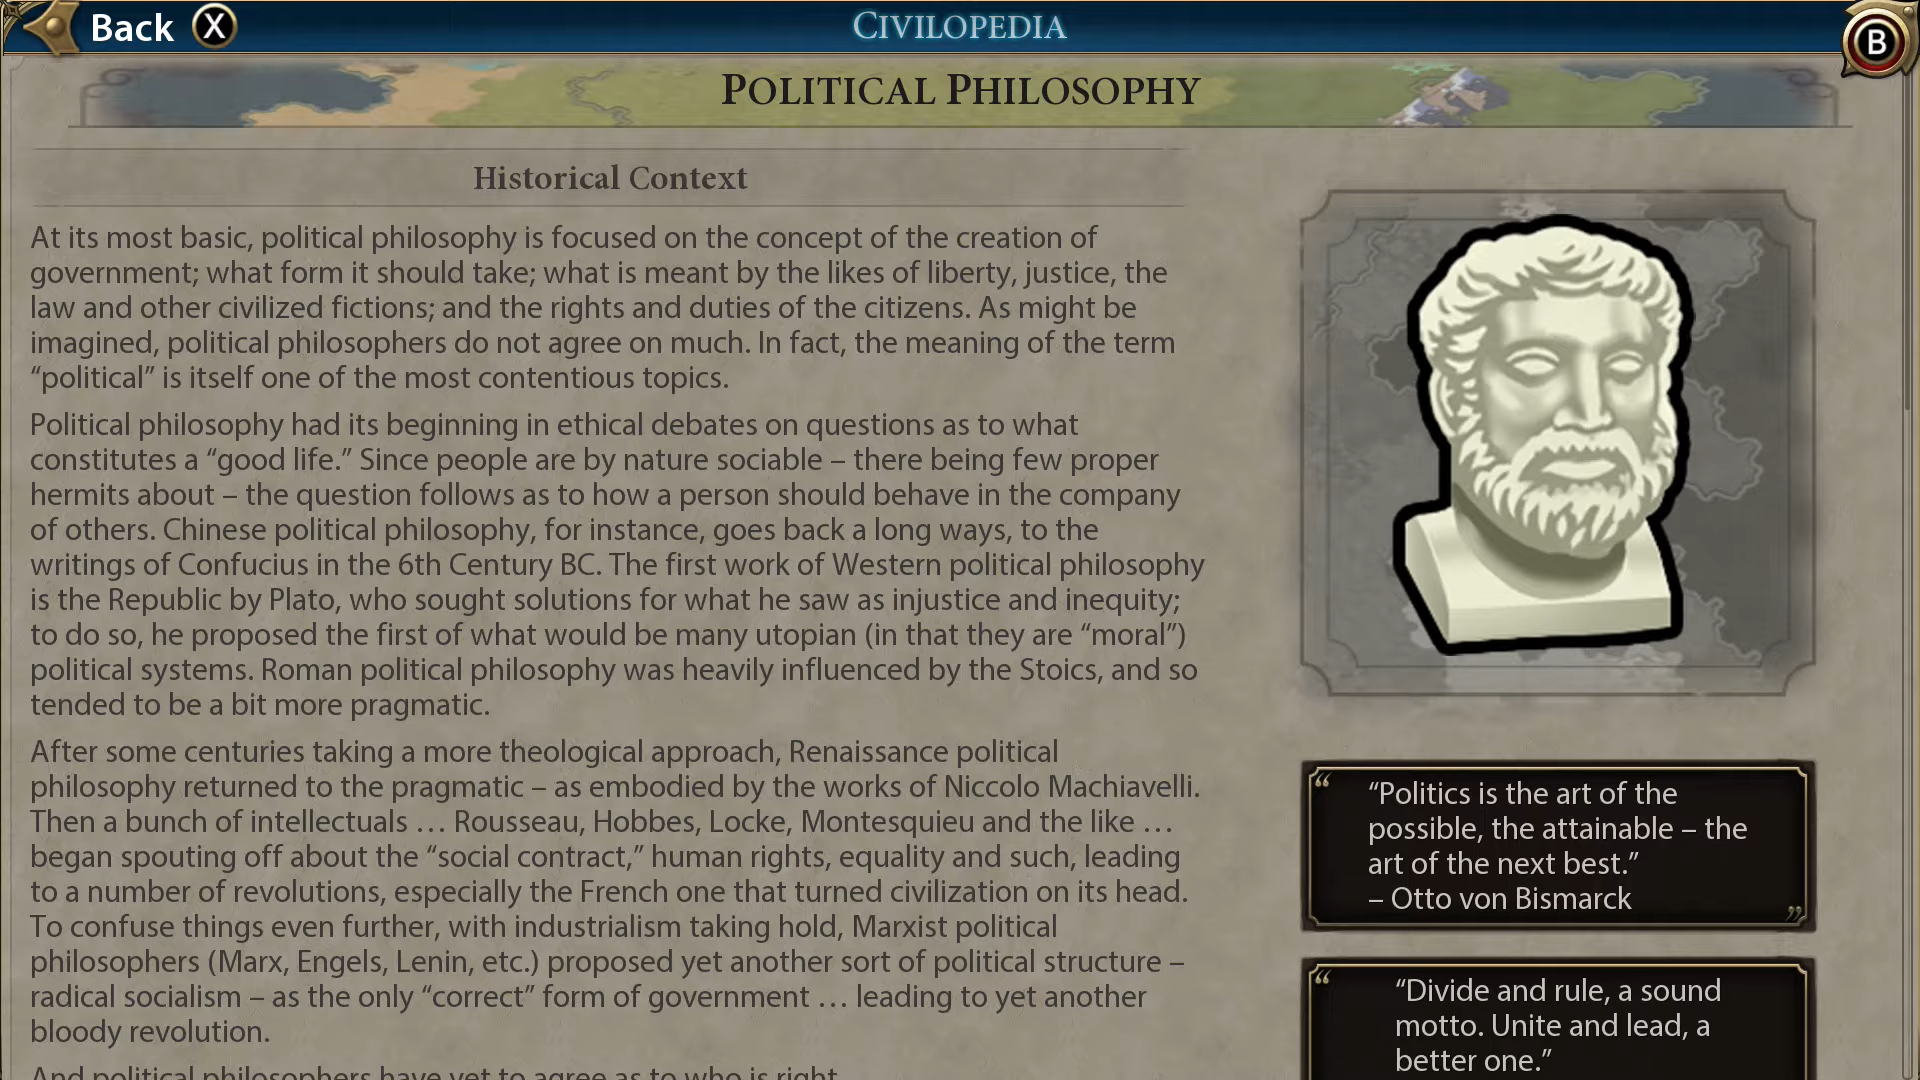 Back X
CIVILOPEDIA
B
POLITICAL PHILOSOPHY
Historical Context
At its most basic, political philosophy is focused on the concept of the creation of
government; what form it should take; what is meant by the likes of liberty, justice, the
law and other civilized fictions; and the rights and duties of the citizens. As might be
imagined, political philosophers do not agree on much. In fact, the meaning of the term
“political” is itself one of the most contentious topics.
Political philosophy had its beginning in ethical debates on questions as to what
constitutes a “good life.” Since people are by nature sociable – there being few proper
hermits about – the question follows as to how a person should behave in the company
of others. Chinese political philosophy, for instance, goes back a long ways, to the
writings of Confucius in the 6th Century BC. The first work of Western political philosophy
is the Republic by Plato, who sought solutions for what he saw as injustice and inequity;
to do so, he proposed the first of what would be many utopian (in that they are “moral”)
political systems. Roman political philosophy was heavily influenced by the Stoics, and so
tended to be a bit more pragmatic.
After some centuries taking a more theological approach, Renaissance political
philosophy returned to the pragmatic – as embodied by the works of Niccolo Machiavelli.
Then a bunch of intellectuals … Rousseau, Hobbes, Locke, Montesquieu and the like …
began spouting off about the “social contract,” human rights, equality and such, leading
to a number of revolutions, especially the French one that turned civilization on its head.
To confuse things even further, with industrialism taking hold, Marxist political
philosophers (Marx, Engels, Lenin, etc.) proposed yet another sort of political structure –
radical socialism – as the only “correct” form of government … leading to yet another
bloody revolution.
And political philosophers have yet to agree as to who is right.
“Politics is the art of the
possible, the attainable – the
art of the next best.”
– Otto von Bismarck
“Divide and rule, a sound
motto. Unite and lead, a
better one.”